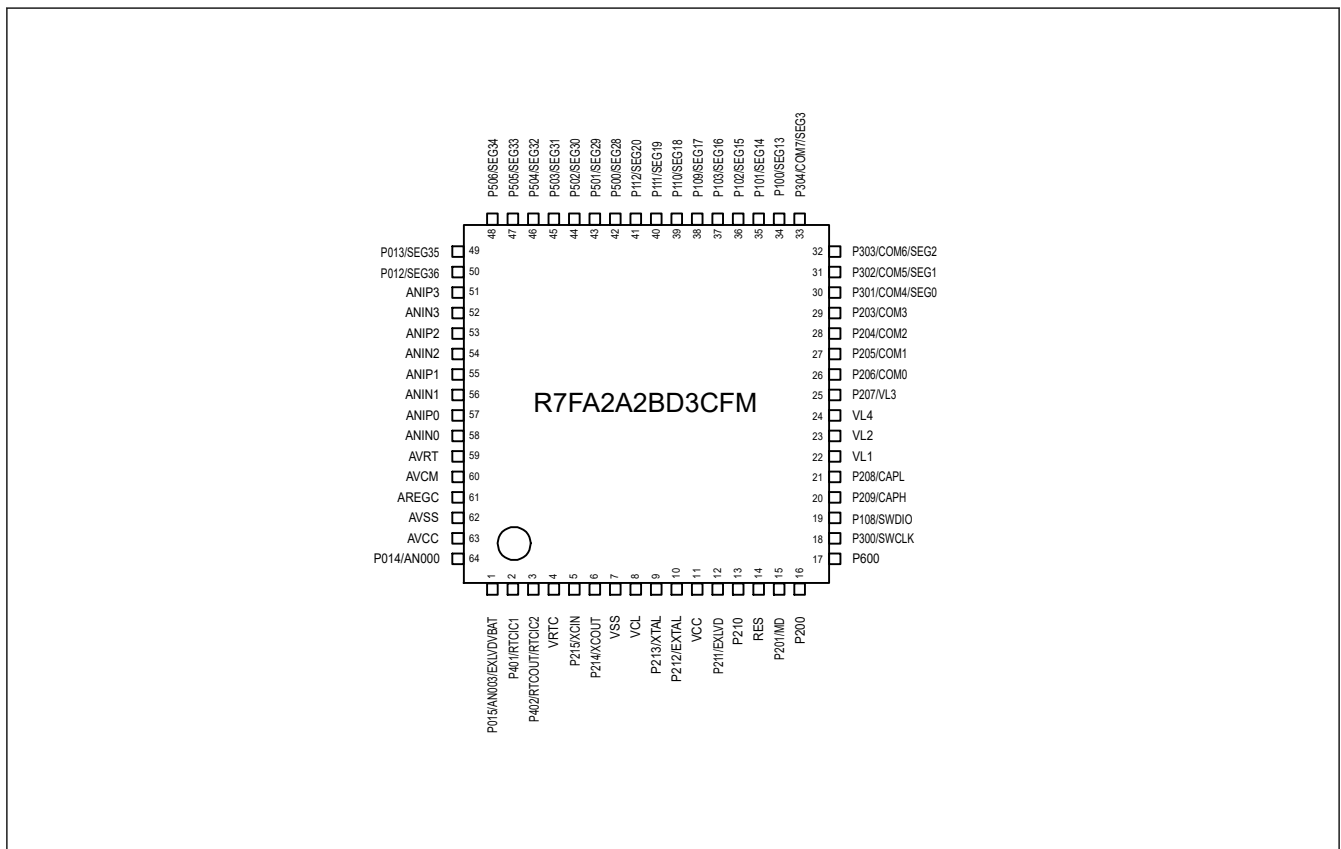 P506/SEG34
P505/SEG33
P504/SEG32
P503/SEG31
P502/SEG30
P501/SEG29
P500/SEG28
P112/SEG20
P111/SEG19
P110/SEG18
P109/SEG17
P103/SEG16
P102/SEG15
P101/SEG14
P100/SEG13
P304/COM7/SEG3
48
47
46
45
44
43
42
41
40
39
38
37
36
35
34
33
P013/SEG35 49
P012/SEG36 50
ANIP3 51
ANIN3 52
ANIP2 53
ANIN2 54
ANIP1 55
ANIN1 56
ANIP0 57
ANIN0 58
AVRT 59
AVCM 60
AREGC 61
AVSS 62
AVCC 63
P014/AN000 64
R7FA2A2BD3CFM
32 P303/COM6/SEG2
31 P302/COM5/SEG1
30 P301/COM4/SEG0
29 P203/COM3
28 P204/COM2
27 P205/COM1
26 P206/COM0
25 P207/VL3
24 VL4
23 VL2
22 VL1
21 P208/CAPL
20 P209/CAPH
19 P108/SWDIO
18 P300/SWCLK
17 P600
1
2
3
4
5
6
7
8
9
10
11
12
13
14
15
16
P015/AN003/EXLVDVBAT
P401/RTCIC1
P402/RTCOUT/RTCIC2
VRTC
P215/XCIN
P214/XCOUT
VSS
VCL
P213/XTAL
P212/EXTAL
VCC
P211/EXLVD
P210
RES
P201/MD
P200